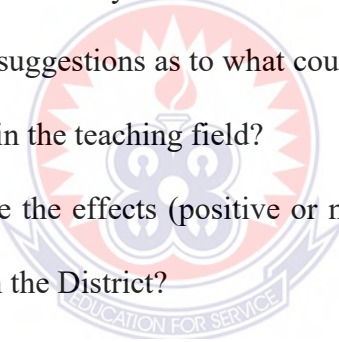 suggestions as to what cou
in the teaching field?
e the effects (positive or n
the District?
EDUCATION FOR SERVICE